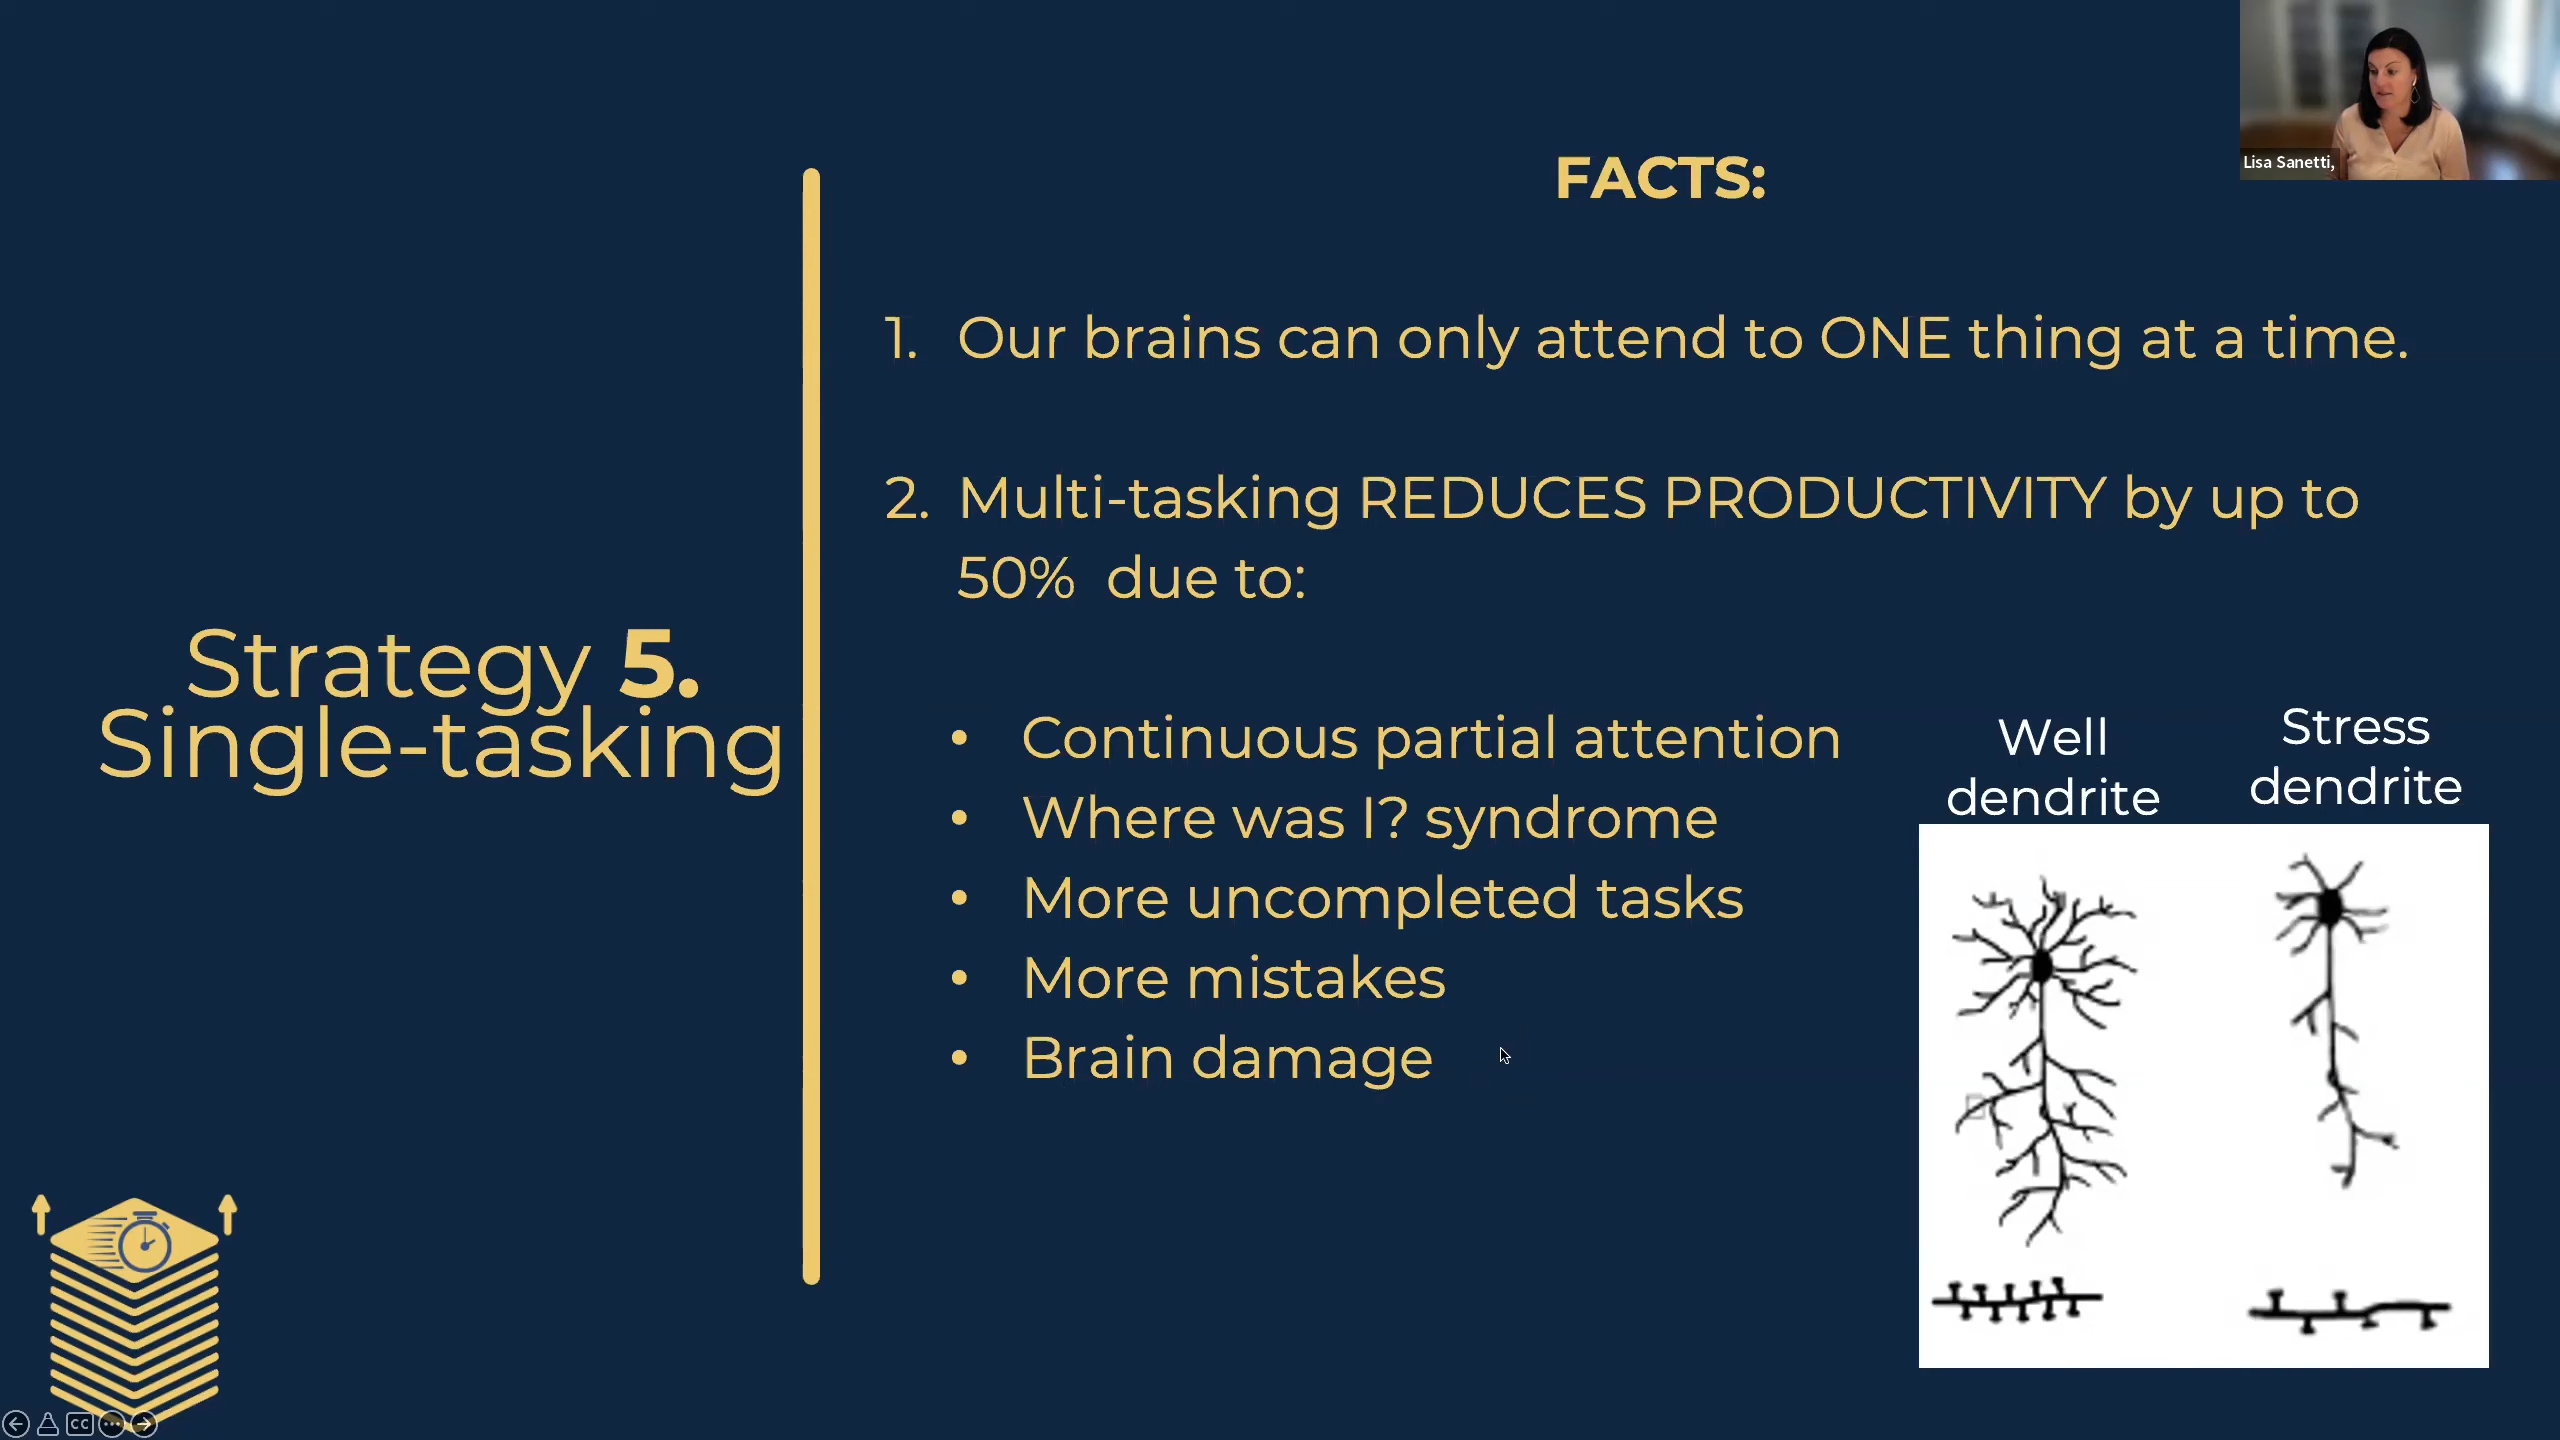 Lisa Sanetti,
FACTS:
1. Our brains can only attend to ONE thing at a time.
2. Multi-tasking REDUCES PRODUCTIVITY by up to
50% due to:
Strategy 5.
Single-tasking
• Continuous partial attention
• Where was I? syndrome
• More uncompleted tasks
• More mistakes
• Brain damage
Well
dendrite
Stress
dendrite
CC